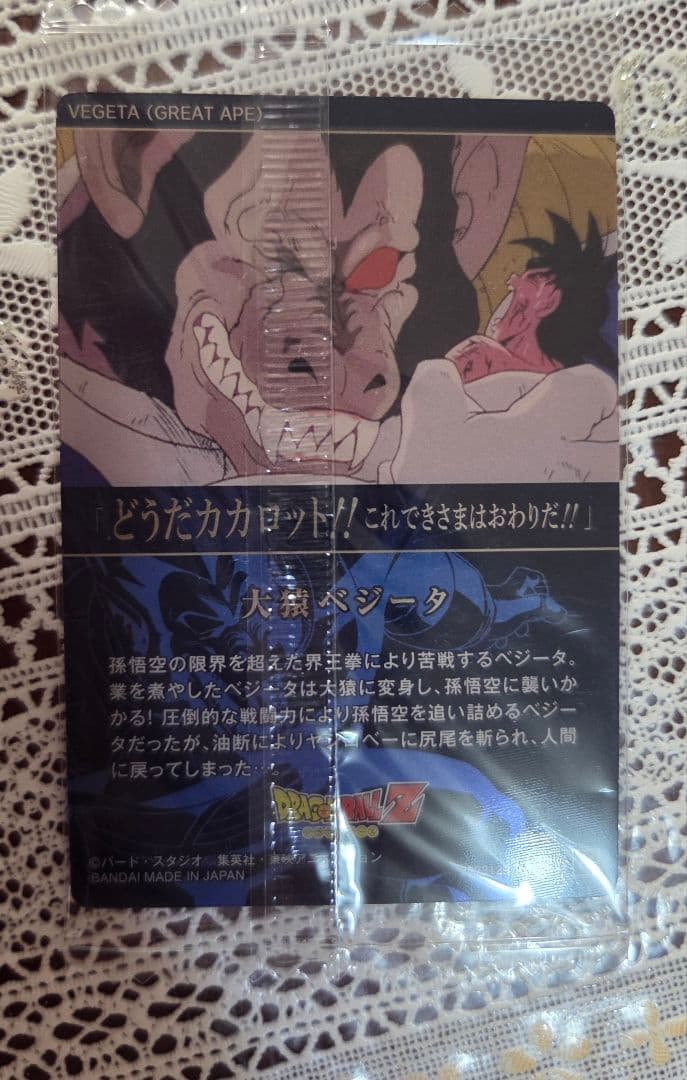 VEGETA (GREAT APE)
「どうだカカロット!! これできさまはおわりだ!!」
大猿ベジータ
孫悟空の限界を超えた界王拳により苦戦するベジータ。
業を煮やしたベジータは大猿に変身し、孫悟空に襲いか
かる! 圧倒的な戦闘力により孫悟空を追い詰めるベジー
タだったが、油断によりヤジロベーに尻尾を斬られ、人間
に戻ってしまった…。
DRAGON BALL Z
©バード・スタジオ 集英社・東映アニメーション
BANDAI MADE IN JAPAN